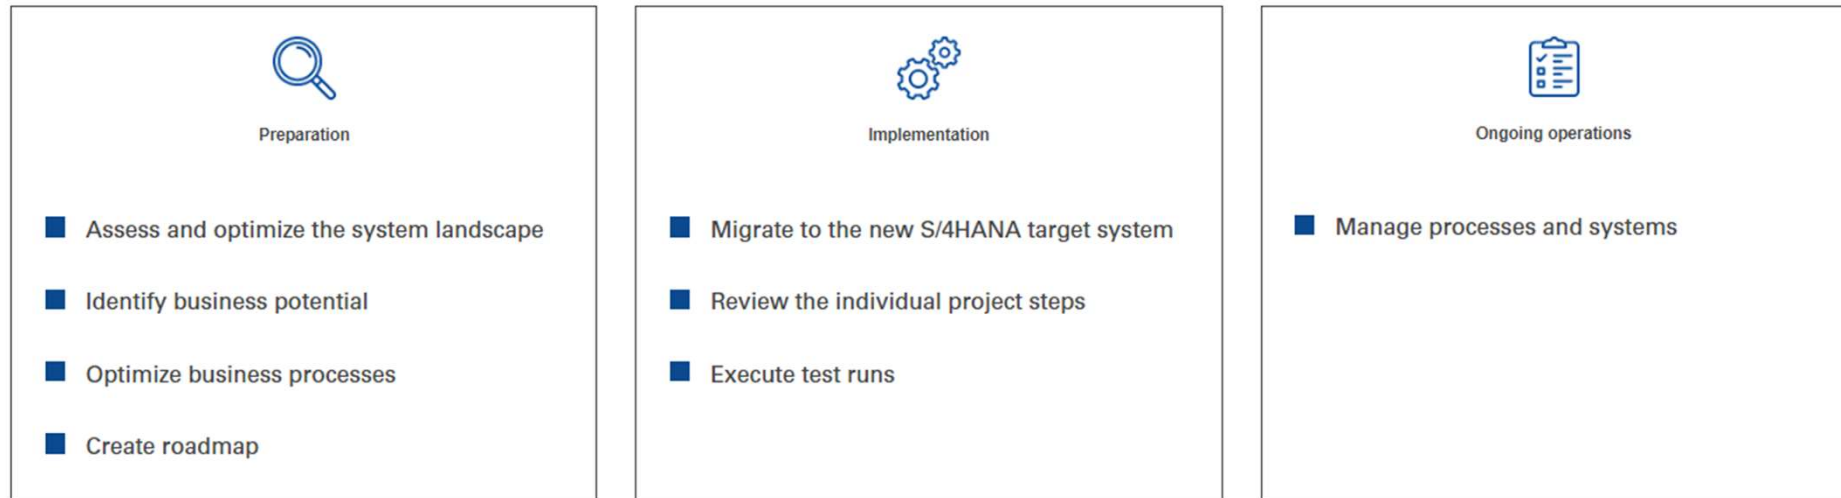 Preparation
Assess and optimize the system landscape
Identify business potential
Optimize business processes
Create roadmap
Implementation
Migrate to the new S/4HANA target system
Review the individual project steps
Execute test runs
Ongoing operations
Manage processes and systems